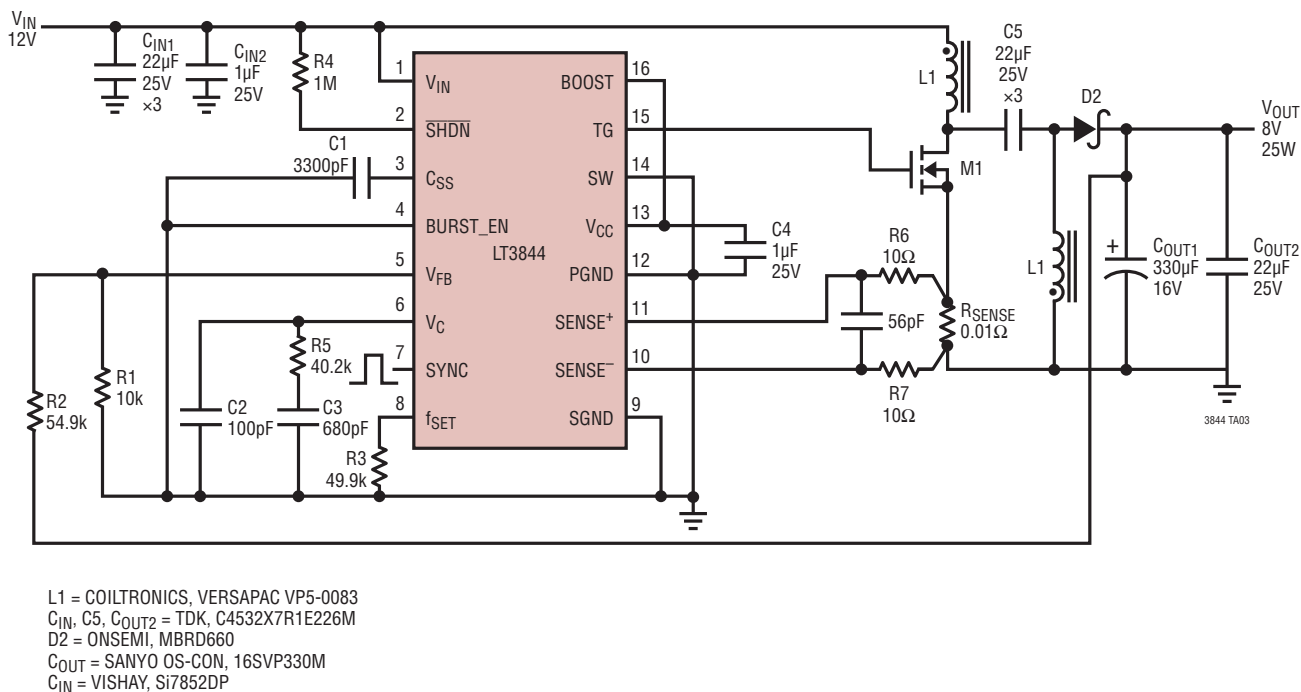 VIN
12V
CIN1
22µF
25V
×3
CIN2
1µF
25V
R4
1M
C1
3300pF
1
VIN
2
SHDN
3
CSS
4
BURST_EN
5
VFB
6
VC
7
SYNC
8
fSET
LT3844
16
BOOST
15
TG
14
SW
13
VCC
12
PGND
11
SENSE+
10
SENSE–
9
SGND
R2
54.9k
R1
10k
C2
100pF
R5
40.2k
C3
680pF
R3
49.9k
C4
1µF
25V
R6
10Ω
56pF
R7
10Ω
RSENSE
0.01Ω
L1
M1
C5
22µF
25V
×3
D2
VOUT
8V
25W
L1
+
COUT1
330µF
16V
COUT2
22µF
25V
3844 TA03
L1 = COILTRONICS, VERSAPAC VP5-0083
CIN, C5, COUT2 = TDK, C4532X7R1E226M
D2 = ONSEMI, MBRD660
COUT = SANYO OS-CON, 16SVP330M
CIN = VISHAY, Si7852DP